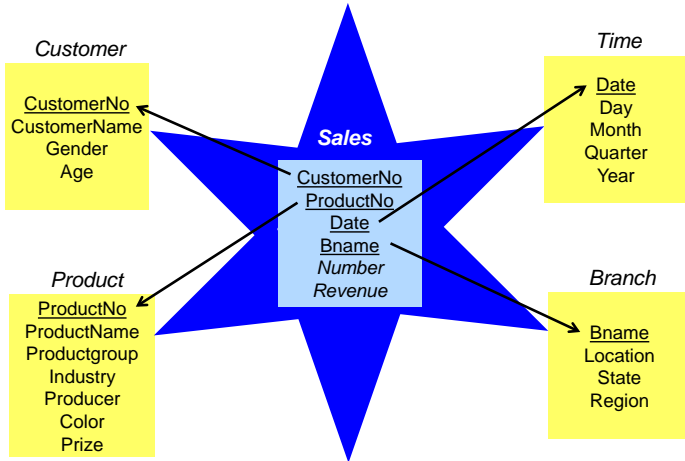 Customer
CustomerNo
CustomerName
Gender
Age
Time
Date
Day
Month
Quarter
Year
Sales
CustomerNo
ProductNo
Date
Bname
Number
Revenue
Product
ProductNo
ProductName
Productgroup
Industry
Producer
Color
Prize
Branch
Bname
Location
State
Region